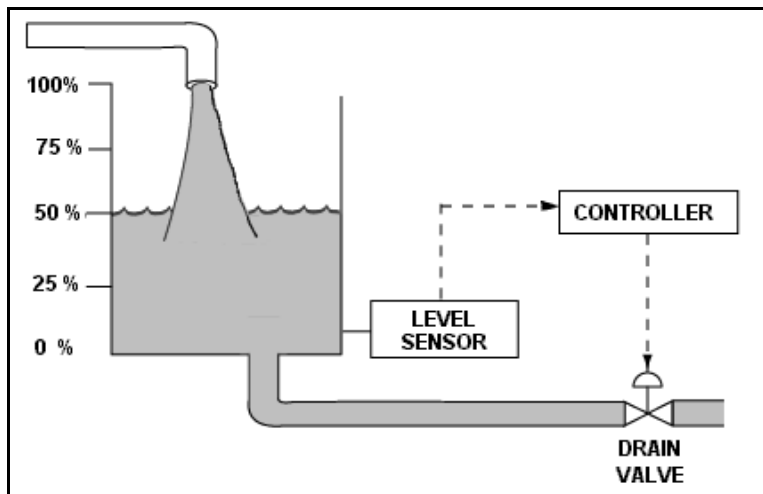 100%
75 %
50 %
25 %
0 %
CONTROLLER
LEVEL
SENSOR
DRAIN
VALVE